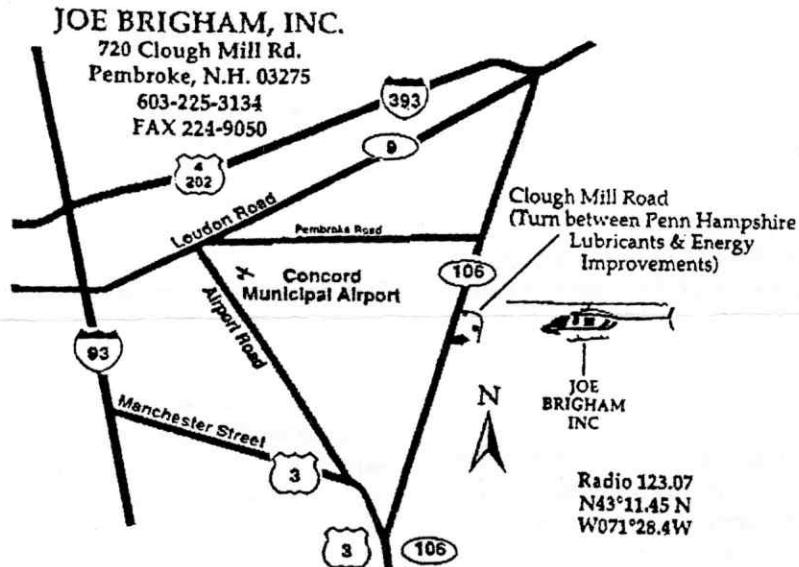 JOE BRIGHAM, INC.
720 Clough Mill Rd.
Pembroke, N.H. 03275
603-225-3134
FAX 224-9050
393
9
4
202
Loudon Road
Pembroke Road
Clough Mill Road
(Turn between Penn Hampshire
Lubricants & Energy
Improvements)
106
Concord
Municipal Airport
Airport Road
93
JOE
BRIGHAM
INC
N
Manchester Street
3
Radio 123.07
N43°11.45 N
W071°28.4W
3
106